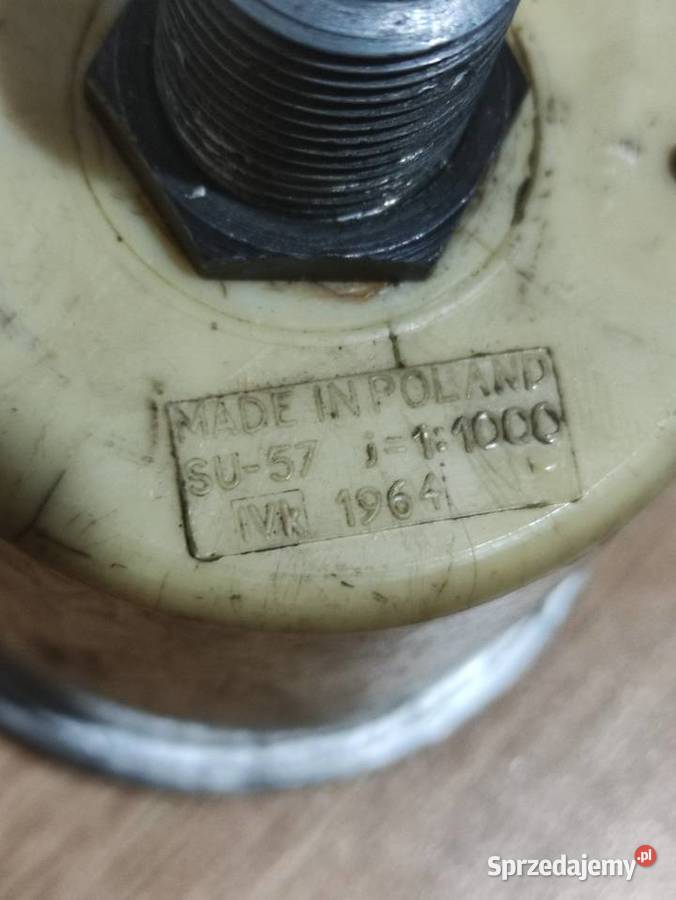 MADE IN POLAND
SU-57 j=1:1000
IVk 1964
Sprzedajemy.pl